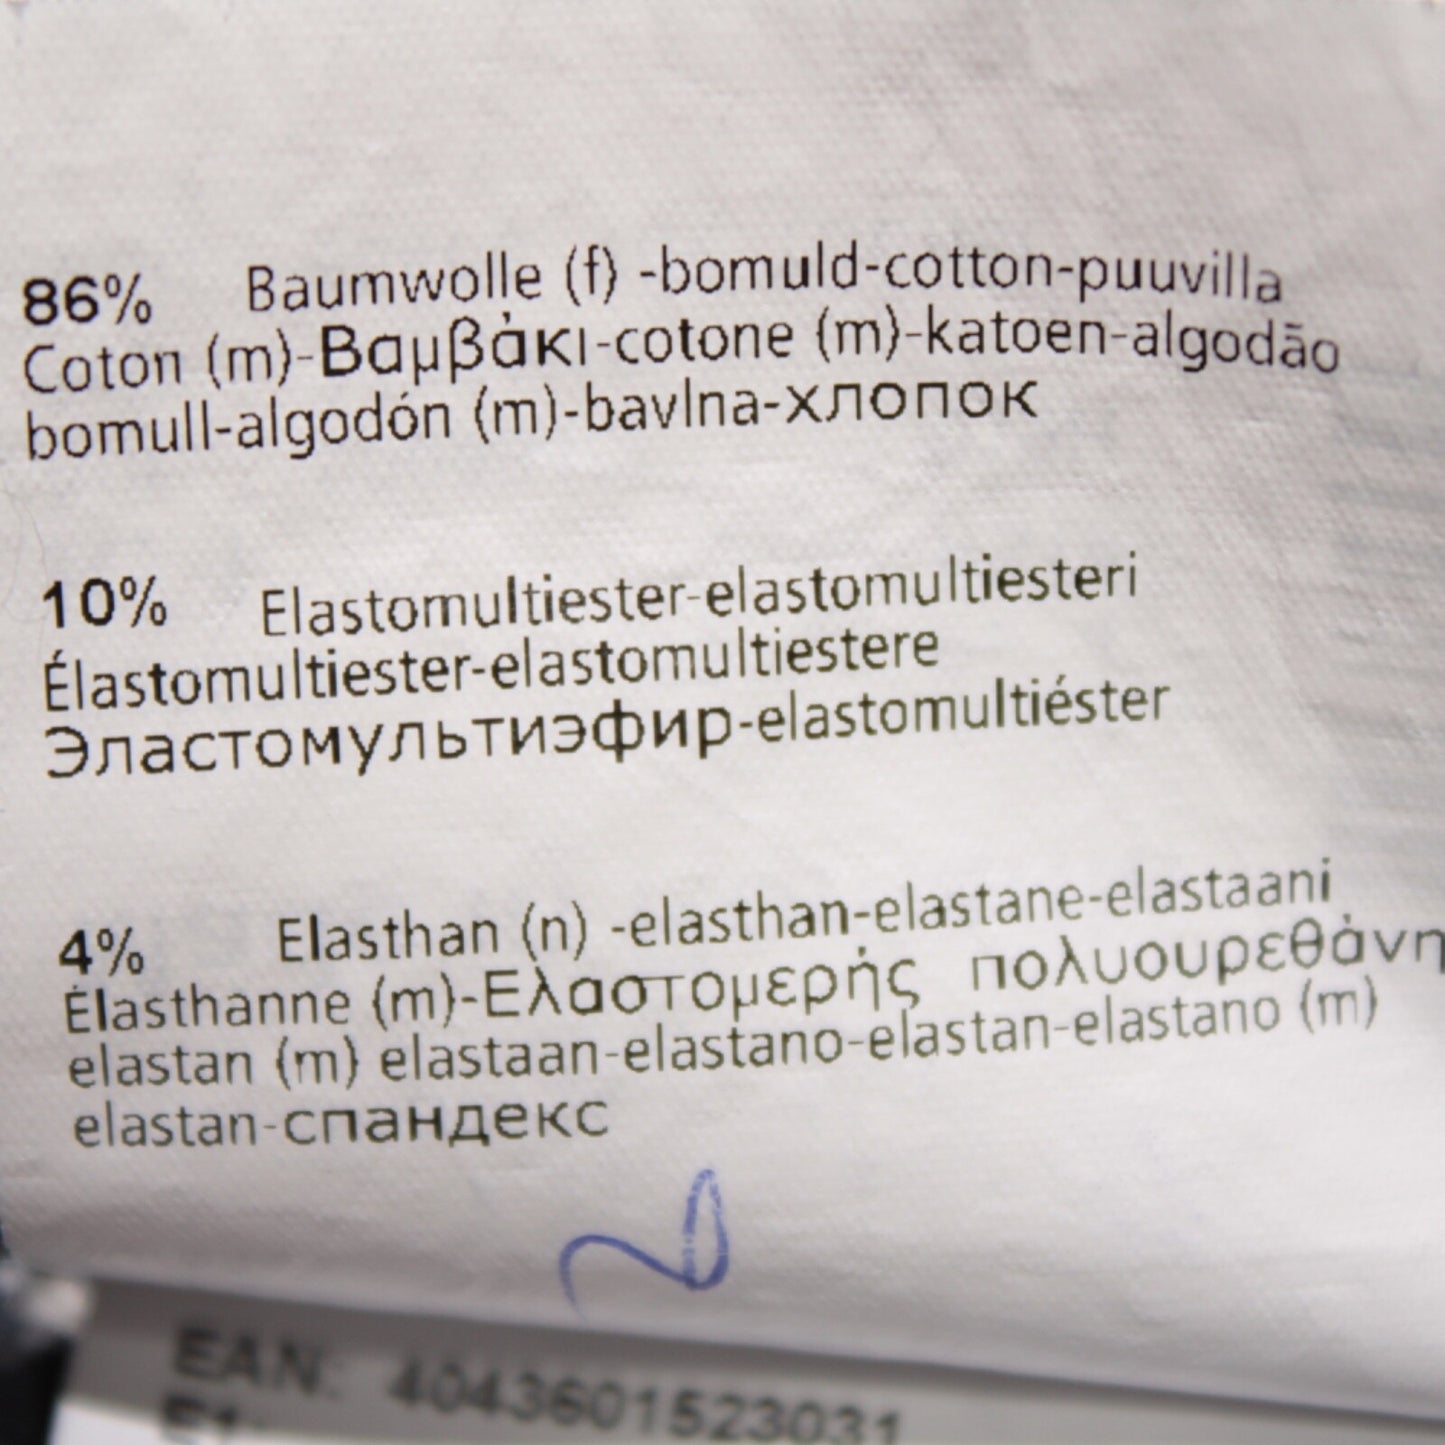 86% Baumwolle (f) -bomuld-cotton-puuvilla
Coton (m)-Βαμβάκι-cotone (m)-katoen-algodão
bomull-algodón (m)-bavlna-хлопок
10% Elastomultiester-elastomultiesteri
Élastomultiester-elastomultiestere
Эластомультиэфир-elastomultiéster
4% Elasthan (n) -elasthan-elastane-elastaani
Élasthanne (m)-Ελαστομερής πολυουρεθάνη
elastan (m) elastaan-elastano-elastan-elastano (m)
elastan-спандекс
EAN: 4043601523031